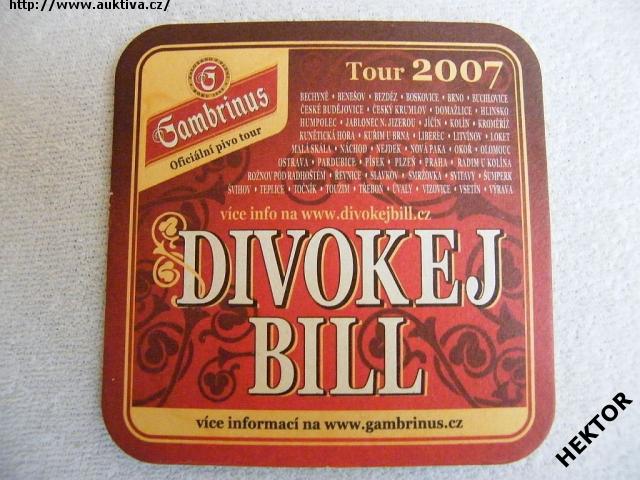 http://www.auktiva.cz/
G
Gambrinus
Oficiální pivo tour
Tour 2007
BECHYNĚ • BENEŠOV • BEZDĚZ • BOSKOVICE • BRNO • BUCHLOVICE
ČESKÉ BUDĚJOVICE • ČESKÝ KRUMLOV • DOMAŽLICE • HLINSKO
HUMPOLEC • JABLONEC N. JIZEROU • JIČÍN • KOLÍN • KROMĚŘÍŽ
KUNĚTICKÁ HORA • KUŘIM U BRNA • LIBEREC • LITVÍNOV • LOKET
MALÁ SKÁLA • NÁCHOD • NEJDEK • NOVÁ PAKA • OKOŘ • OLOMOUC
OSTRAVA • PARDUBICE • PÍSEK • PLZEŇ • PRAHA • RADIM U KOLÍNA
ROŽNOV POD RADHOŠTĚM • ŘEVNICE • SLAVKOV • SMRŽOVKA • SVITAVY • ŠUMPERK
ŠVIHOV • TEPLICE • TOČNÍK • TOUŽIM • TŘEBOŇ • ÚVALY • VIZOVICE • VSETÍN • VÝRAVA
více info na www.divokejbill.cz
DIVOKEJ
BILL
více informací na www.gambrinus.cz
HEKTOR